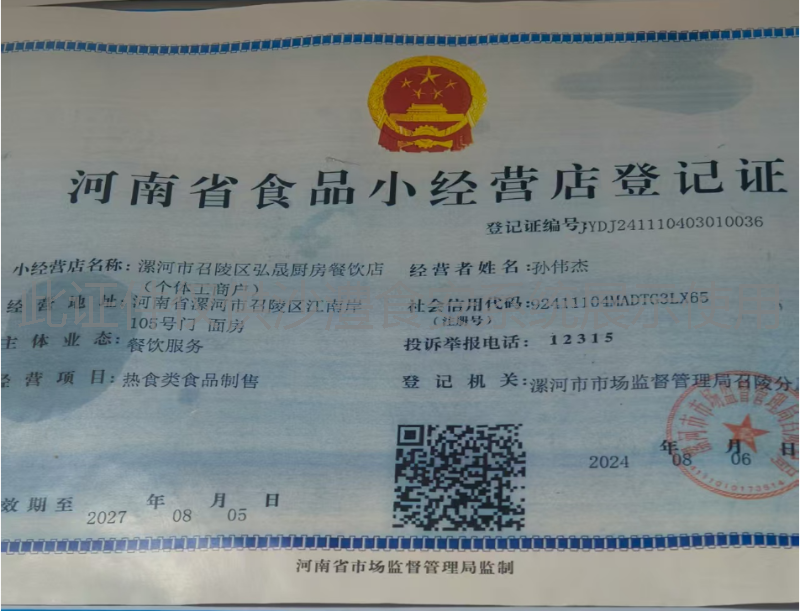 河南省食品小经营店登记证
登记证编号JYDJ241110403010036
小经营店名称：漯河市召陵区弘晟厨房餐饮店
（个体工商户）
经营者姓名：孙伟杰
经营地址：河南省漯河市召陵区江南岸
105号门 面房
社会信用代码：92411104MADTG3LX65
（注册号）
主体业态：餐饮服务
投诉举报电话： 12315
经营项目：热食类食品制售
登记机关：漯河市市场监督管理局召陵分
2024 年 08 月 06 日
效期至 2027 年 08 月 05 日
河南省市场监督管理局监制